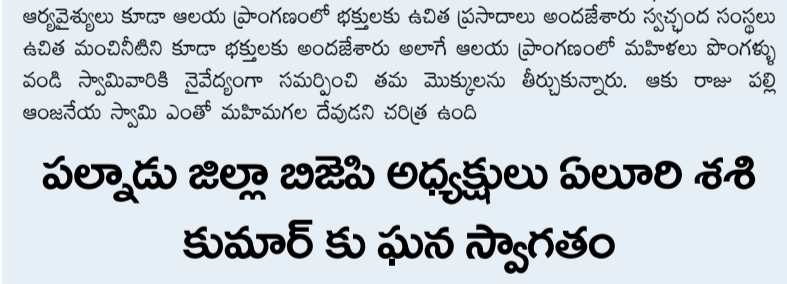 ఆర్యవైశ్యులు కూడా ఆలయ ప్రాంగణంలో భక్తులకు ఉచిత ప్రసాదాలు అందజేశారు స్వచ్ఛంద సంస్థలు
ఉచిత మంచినీటిని కూడా భక్తులకు అందజేశారు అలాగే ఆలయ ప్రాంగణంలో మహిళలు పొంగళ్ళు
వండి స్వామివారికి నైవేద్యంగా సమర్పించి తమ మొక్కులను తీర్చుకున్నారు. ఆకు రాజు పల్లి
ఆంజనేయ స్వామి ఎంతో మహిమగల దేవుడని చరిత్ర ఉంది
పల్నాడు జిల్లా బిజెపి అధ్యక్షులు ఏలూరి శశి
కుమార్ కు ఘన స్వాగతం